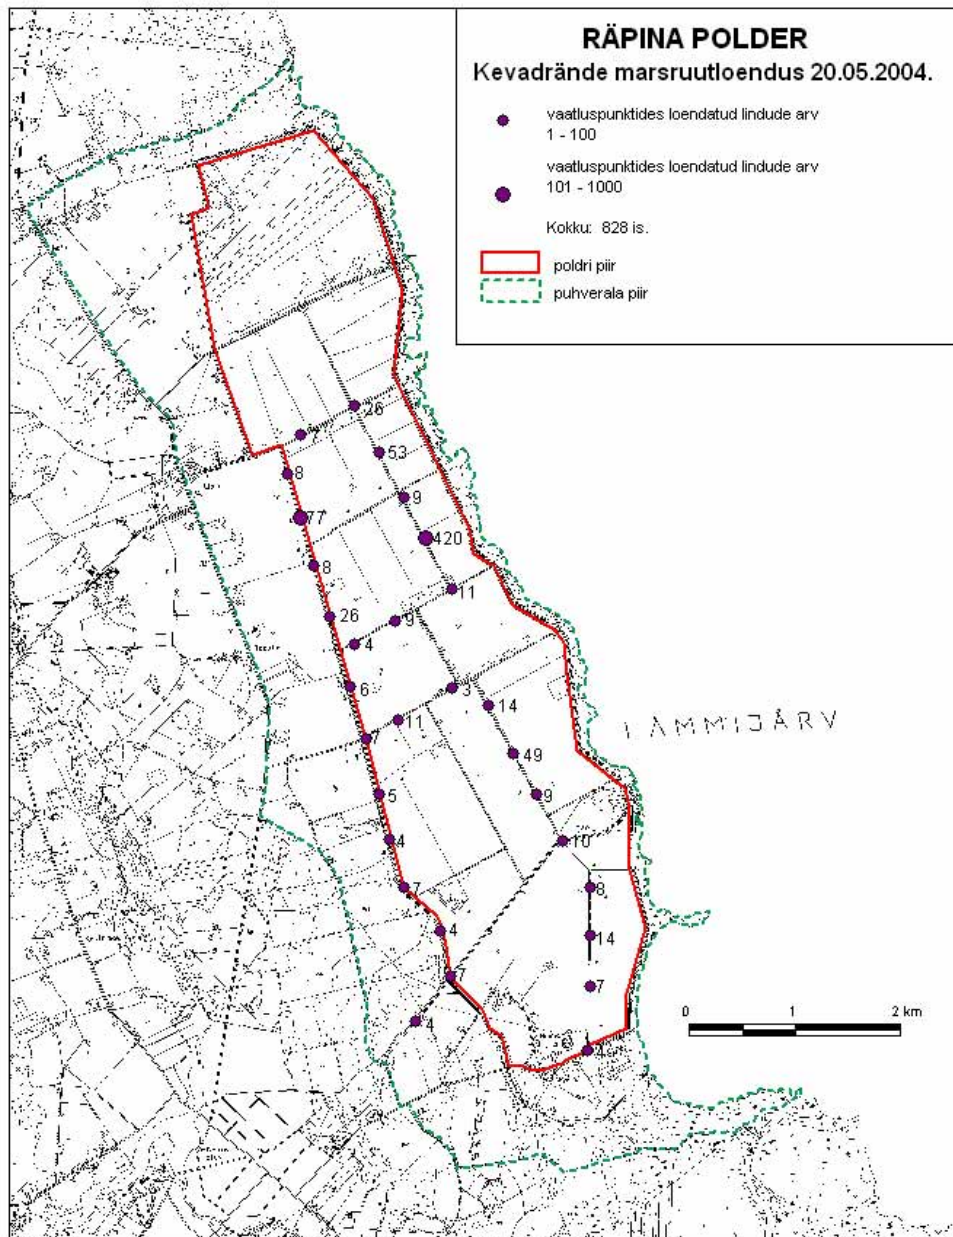 RÄPINA POLDER
Kevadrände marsruutloendus 20.05.2004.
vaatluspunktides loendatud lindude arv
1 - 100
vaatluspunktides loendatud lindude arv
101 - 1000
Kokku: 828 is.
poldri piir
puhverala piir
26
7
53
8
9
77
420
8
11
26
9
4
6
3
14
11
7
49
5
9
4
10
7
8
4
14
7
7
4
4
LÄMMIJÄRV
0 1 2 km